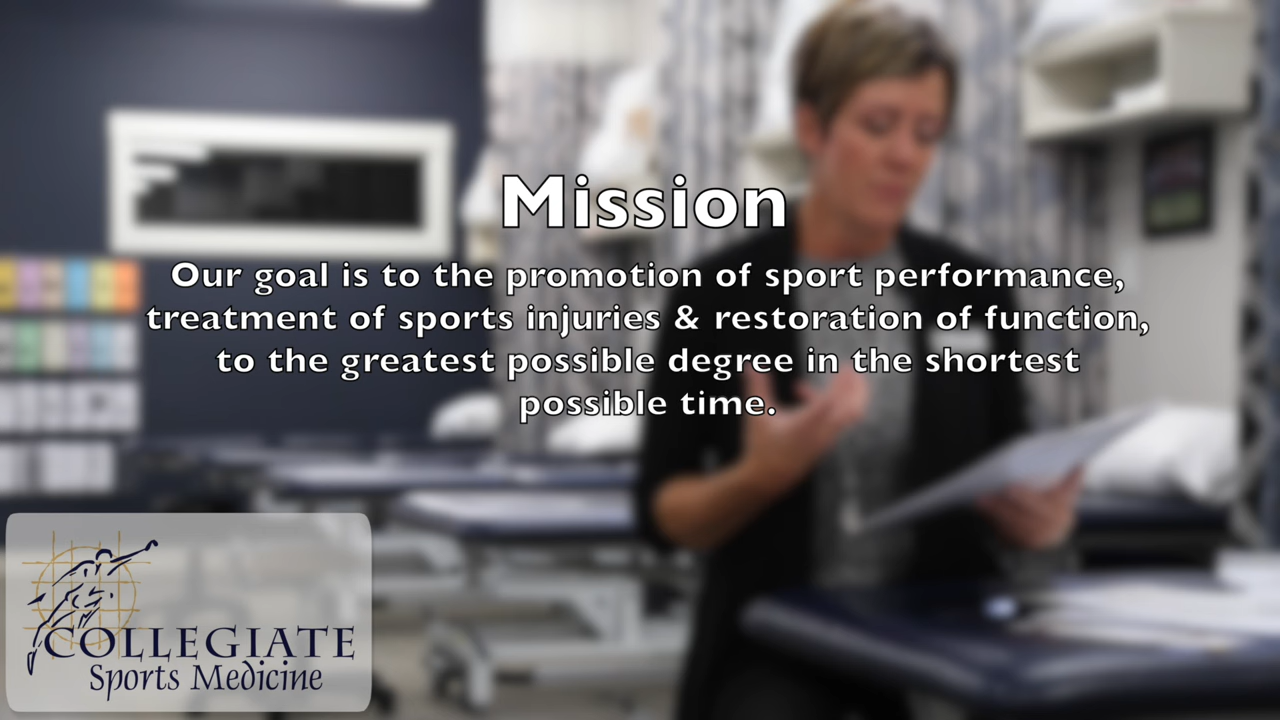 Mission
Our goal is to the promotion of sport performance,
treatment of sports injuries & restoration of function,
to the greatest possible degree in the shortest
possible time.
COLLEGIATE
Sports Medicine